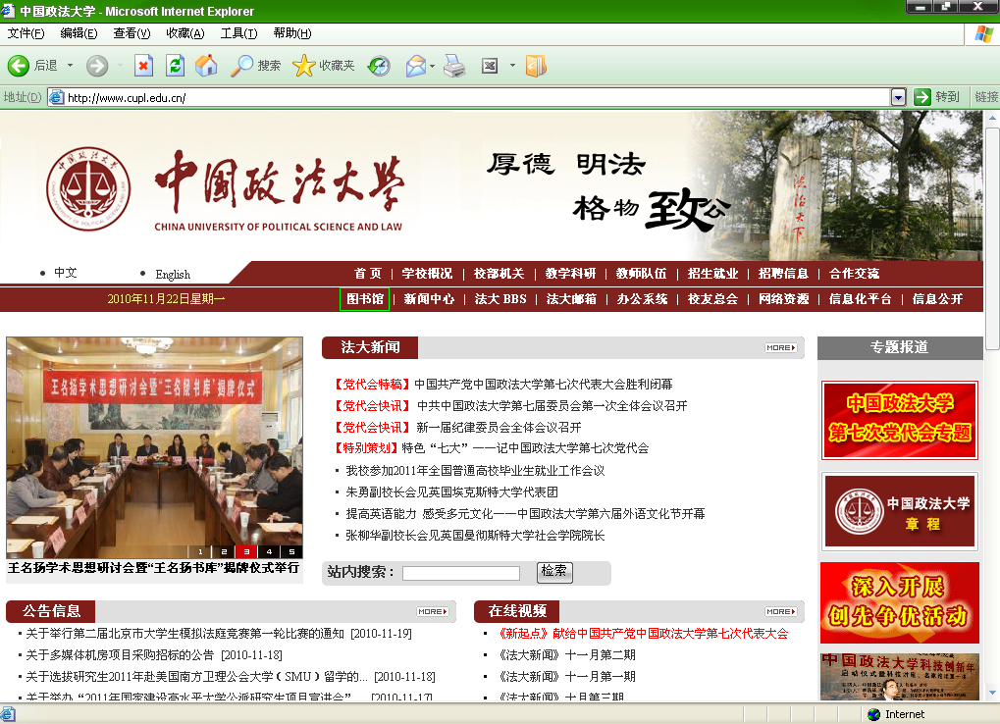 中国政法大学 - Microsoft Internet Explorer
文件(F) 编辑(E) 查看(V) 收藏(A) 工具(T) 帮助(H)
后退 搜索 收藏夹
地址(D) http://www.cupl.edu.cn/ 转到 链接
中国政法大学
CHINA UNIVERSITY OF POLITICAL SCIENCE AND LAW
厚德 明法
格物 致公
法治天下
中文 English
首 页 | 学校概况 | 校部机关 | 教学科研 | 教师队伍 | 招生就业 | 招聘信息 | 合作交流
2010年11月22日星期一
图书馆 | 新闻中心 | 法大 BBS | 法大邮箱 | 办公系统 | 校友总会 | 网络资源 | 信息化平台 | 信息公开
王名扬学术思想研讨会暨“王名扬书库”揭牌仪式
1 2 3 4 5
王名扬学术思想研讨会暨“王名扬书库”揭牌仪式举行
法大新闻 MORE
【党代会特稿】中国共产党中国政法大学第七次代表大会胜利闭幕
【党代会快讯】中共中国政法大学第七届委员会第一次全体会议召开
【党代会快讯】新一届纪律委员会全体会议召开
【特别策划】特色“七大”——记中国政法大学第七次党代会
· 我校参加2011年全国普通高校毕业生就业工作会议
· 朱勇副校长会见英国埃克斯特大学代表团
· 提高英语能力 感受多元文化——中国政法大学第六届外语文化节开幕
· 张柳华副校长会见英国曼彻斯特大学社会学院院长
站内搜索： 检索
专题报道
中国政法大学
第七次党代会专题
中国政法大学
章 程
深入开展
创先争优活动
中国政法大学科技创新年
公告信息 MORE
· 关于举行第二届北京市大学生模拟法庭竞赛第一轮比赛的通知 [2010-11-19]
· 关于多媒体机房项目采购招标的公告 [2010-11-18]
· 关于选拔研究生2011年赴美国南方卫理公会大学（SMU）留学的... [2010-11-18]
· 关于举办“2011年国家建设高水平大学公派研究生项目宣讲会”... [2010-11-17]
在线视频 MORE
· 《新起点》献给中国共产党中国政法大学第七次代表大会
· 《法大新闻》十一月第二期
· 《法大新闻》十一月第一期
· 《法大新闻》十月第三期
Internet